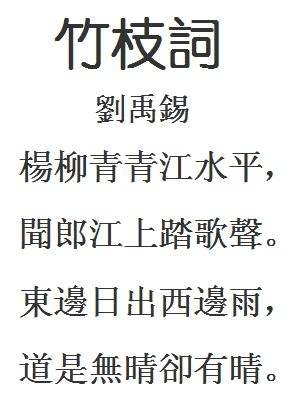 竹枝詞
劉禹錫
楊柳青青江水平，
聞郎江上踏歌聲。
東邊日出西邊雨，
道是無晴卻有晴。